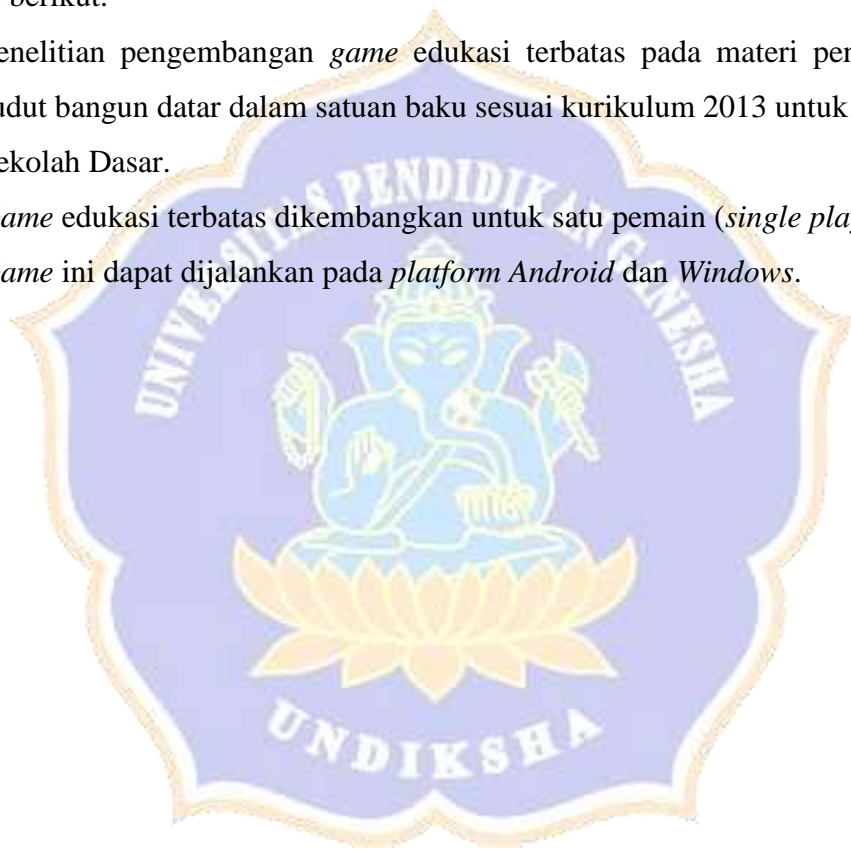 berikut.
enelitian pengembangan game edukasi terbatas pada materi pen
udut bangun datar dalam satuan baku sesuai kurikulum 2013 untuk
ekolah Dasar.
ame edukasi terbatas dikembangkan untuk satu pemain (single pla
ame ini dapat dijalankan pada platform Android dan Windows.
UNIVERSITAS PENDIDIKAN GANESHA
UNDIKSHA